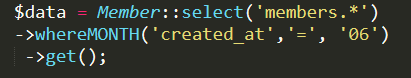 $data = Member::select('members.*')
->whereMONTH('created_at','=', '06')
->get();